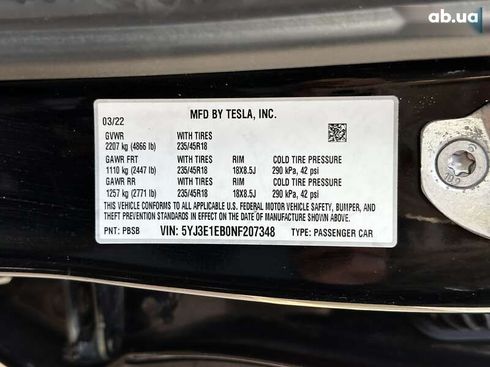 av.ua
MFD BY TESLA, INC.
03/22
GVWR WITH TIRES
2207 kg (4866 lb) 235/45R18
GAWR FRT WITH TIRES RIM COLD TIRE PRESSURE
1110 kg (2447 lb) 235/45R18 18X8.5J 290 kPa, 42 psi
GAWR RR WITH TIRES RIM COLD TIRE PRESSURE
1257 kg (2771 lb) 235/45R18 18X8.5J 290 kPa, 42 psi
THIS VEHICLE CONFORMS TO ALL APPLICABLE U.S. FEDERAL MOTOR VEHICLE SAFETY, BUMPER, AND
THEFT PREVENTION STANDARDS IN EFFECT ON THE DATE OF MANUFACTURE SHOWN ABOVE.
PNT: PBSB VIN: 5YJ3E1EB0NF207348 TYPE: PASSENGER CAR